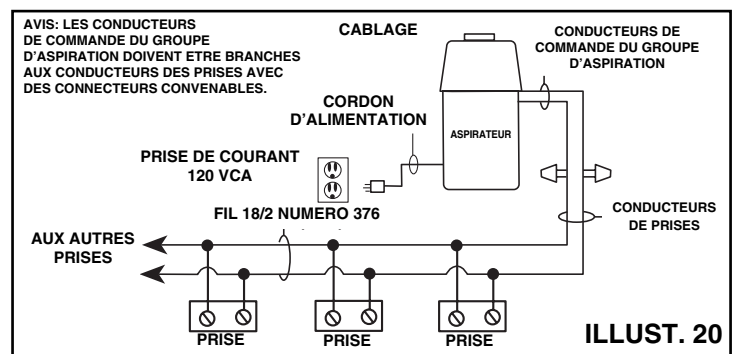 AVIS: LES CONDUCTEURS
DE COMMANDE DU GROUPE
D'ASPIRATION DOIVENT ETRE BRANCHES
AUX CONDUCTEURS DES PRISES AVEC
DES CONNECTEURS CONVENABLES.
CABLAGE
CONDUCTEURS DE
COMMANDE DU GROUPE
D'ASPIRATION
CORDON
D'ALIMENTATION
ASPIRATEUR
PRISE DE COURANT
120 VCA
FIL 18/2 NUMERO 376
CONDUCTEURS
DE PRISES
AUX AUTRES
PRISES
PRISE
PRISE
PRISE
ILLUST. 20